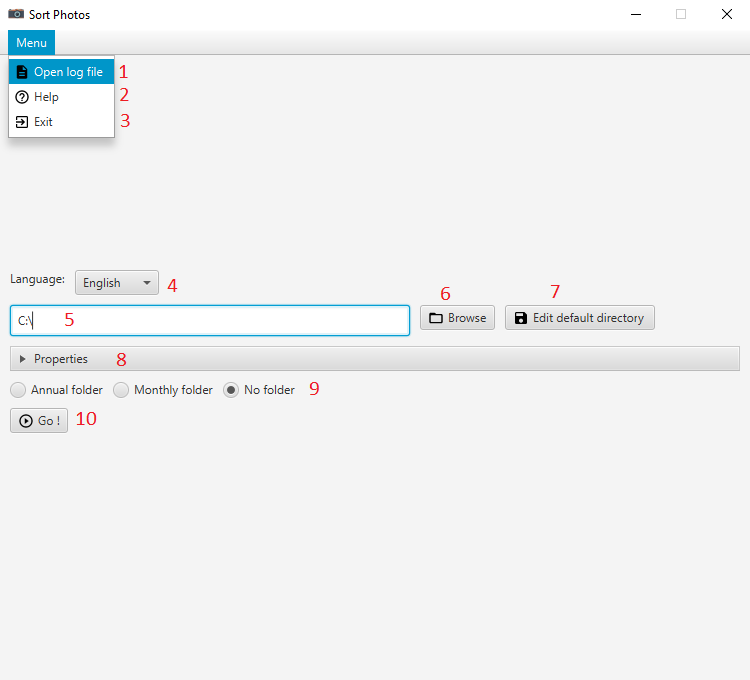 Sort Photos
Menu
Open log file 1
Help 2
Exit 3
Language: English 4
C:\ 5 Browse 6 Edit default directory 7
Properties 8
Annual folder Monthly folder No folder 9
Go ! 10